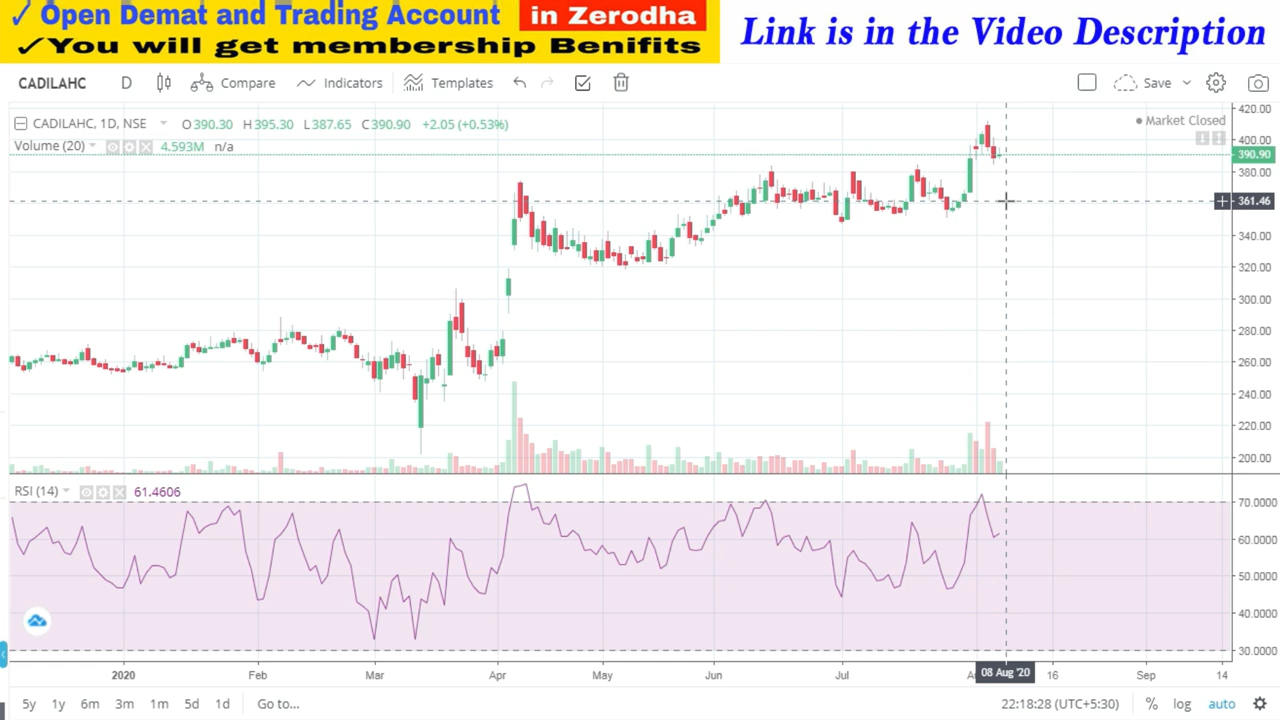 ✓ Open Demat and Trading Account in Zerodha
✓You will get membership Benifits
Link is in the Video Description
CADILAHC D Compare Indicators Templates Save
CADILAHC, 1D, NSE O390.30 H395.30 L387.65 C390.90 +2.05 (+0.53%)
Market Closed
Volume (20) 4.593M n/a
420.00
400.00
390.90
380.00
361.46
340.00
320.00
300.00
280.00
260.00
240.00
220.00
200.00
RSI (14) 61.4606
70.0000
60.0000
50.0000
40.0000
30.0000
2020 Feb Mar Apr May Jun Jul 08 Aug '20 16 Sep 14
5y 1y 6m 3m 1m 5d 1d Go to... 22:18:28 (UTC+5:30) % log auto